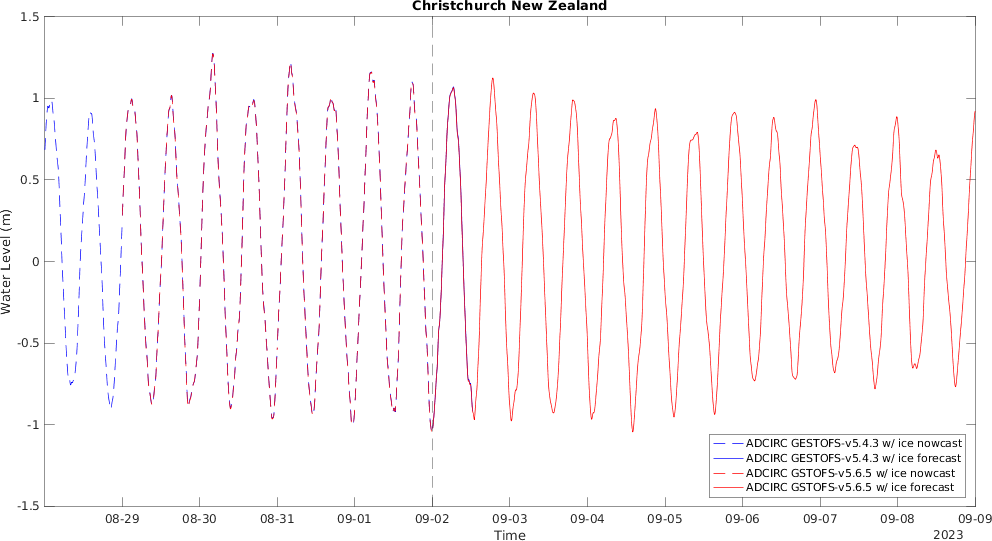 Christchurch New Zealand
1.5
1
0.5
0
-0.5
-1
-1.5
Water Level (m)
ADCIRC GESTOFS-v5.4.3 w/ ice nowcast
ADCIRC GESTOFS-v5.4.3 w/ ice forecast
ADCIRC GSTOFS-v5.6.5 w/ ice nowcast
ADCIRC GSTOFS-v5.6.5 w/ ice forecast
08-29 08-30 08-31 09-01 09-02 09-03 09-04 09-05 09-06 09-07 09-08 09-09
Time
2023